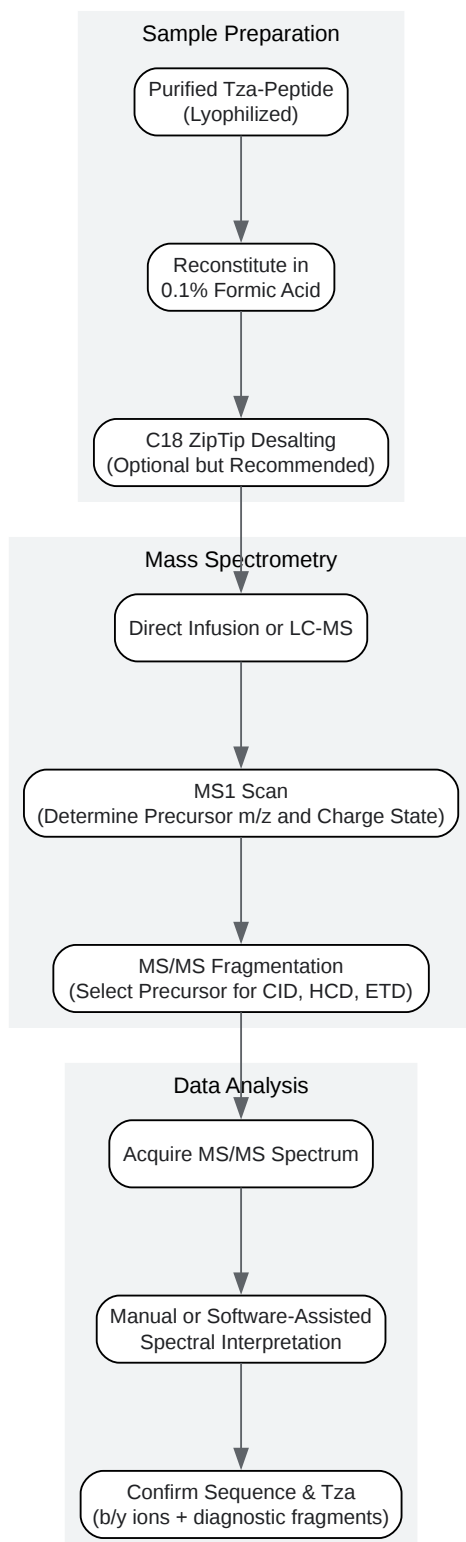 Sample Preparation
Purified Tza-Peptide
(Lyophilized)
Reconstitute in
0.1% Formic Acid
C18 ZipTip Desalting
(Optional but Recommended)
Mass Spectrometry
Direct Infusion or LC-MS
MS1 Scan
(Determine Precursor m/z and Charge State)
MS/MS Fragmentation
(Select Precursor for CID, HCD, ETD)
Data Analysis
Acquire MS/MS Spectrum
Manual or Software-Assisted
Spectral Interpretation
Confirm Sequence & Tza
(b/y ions + diagnostic fragments)